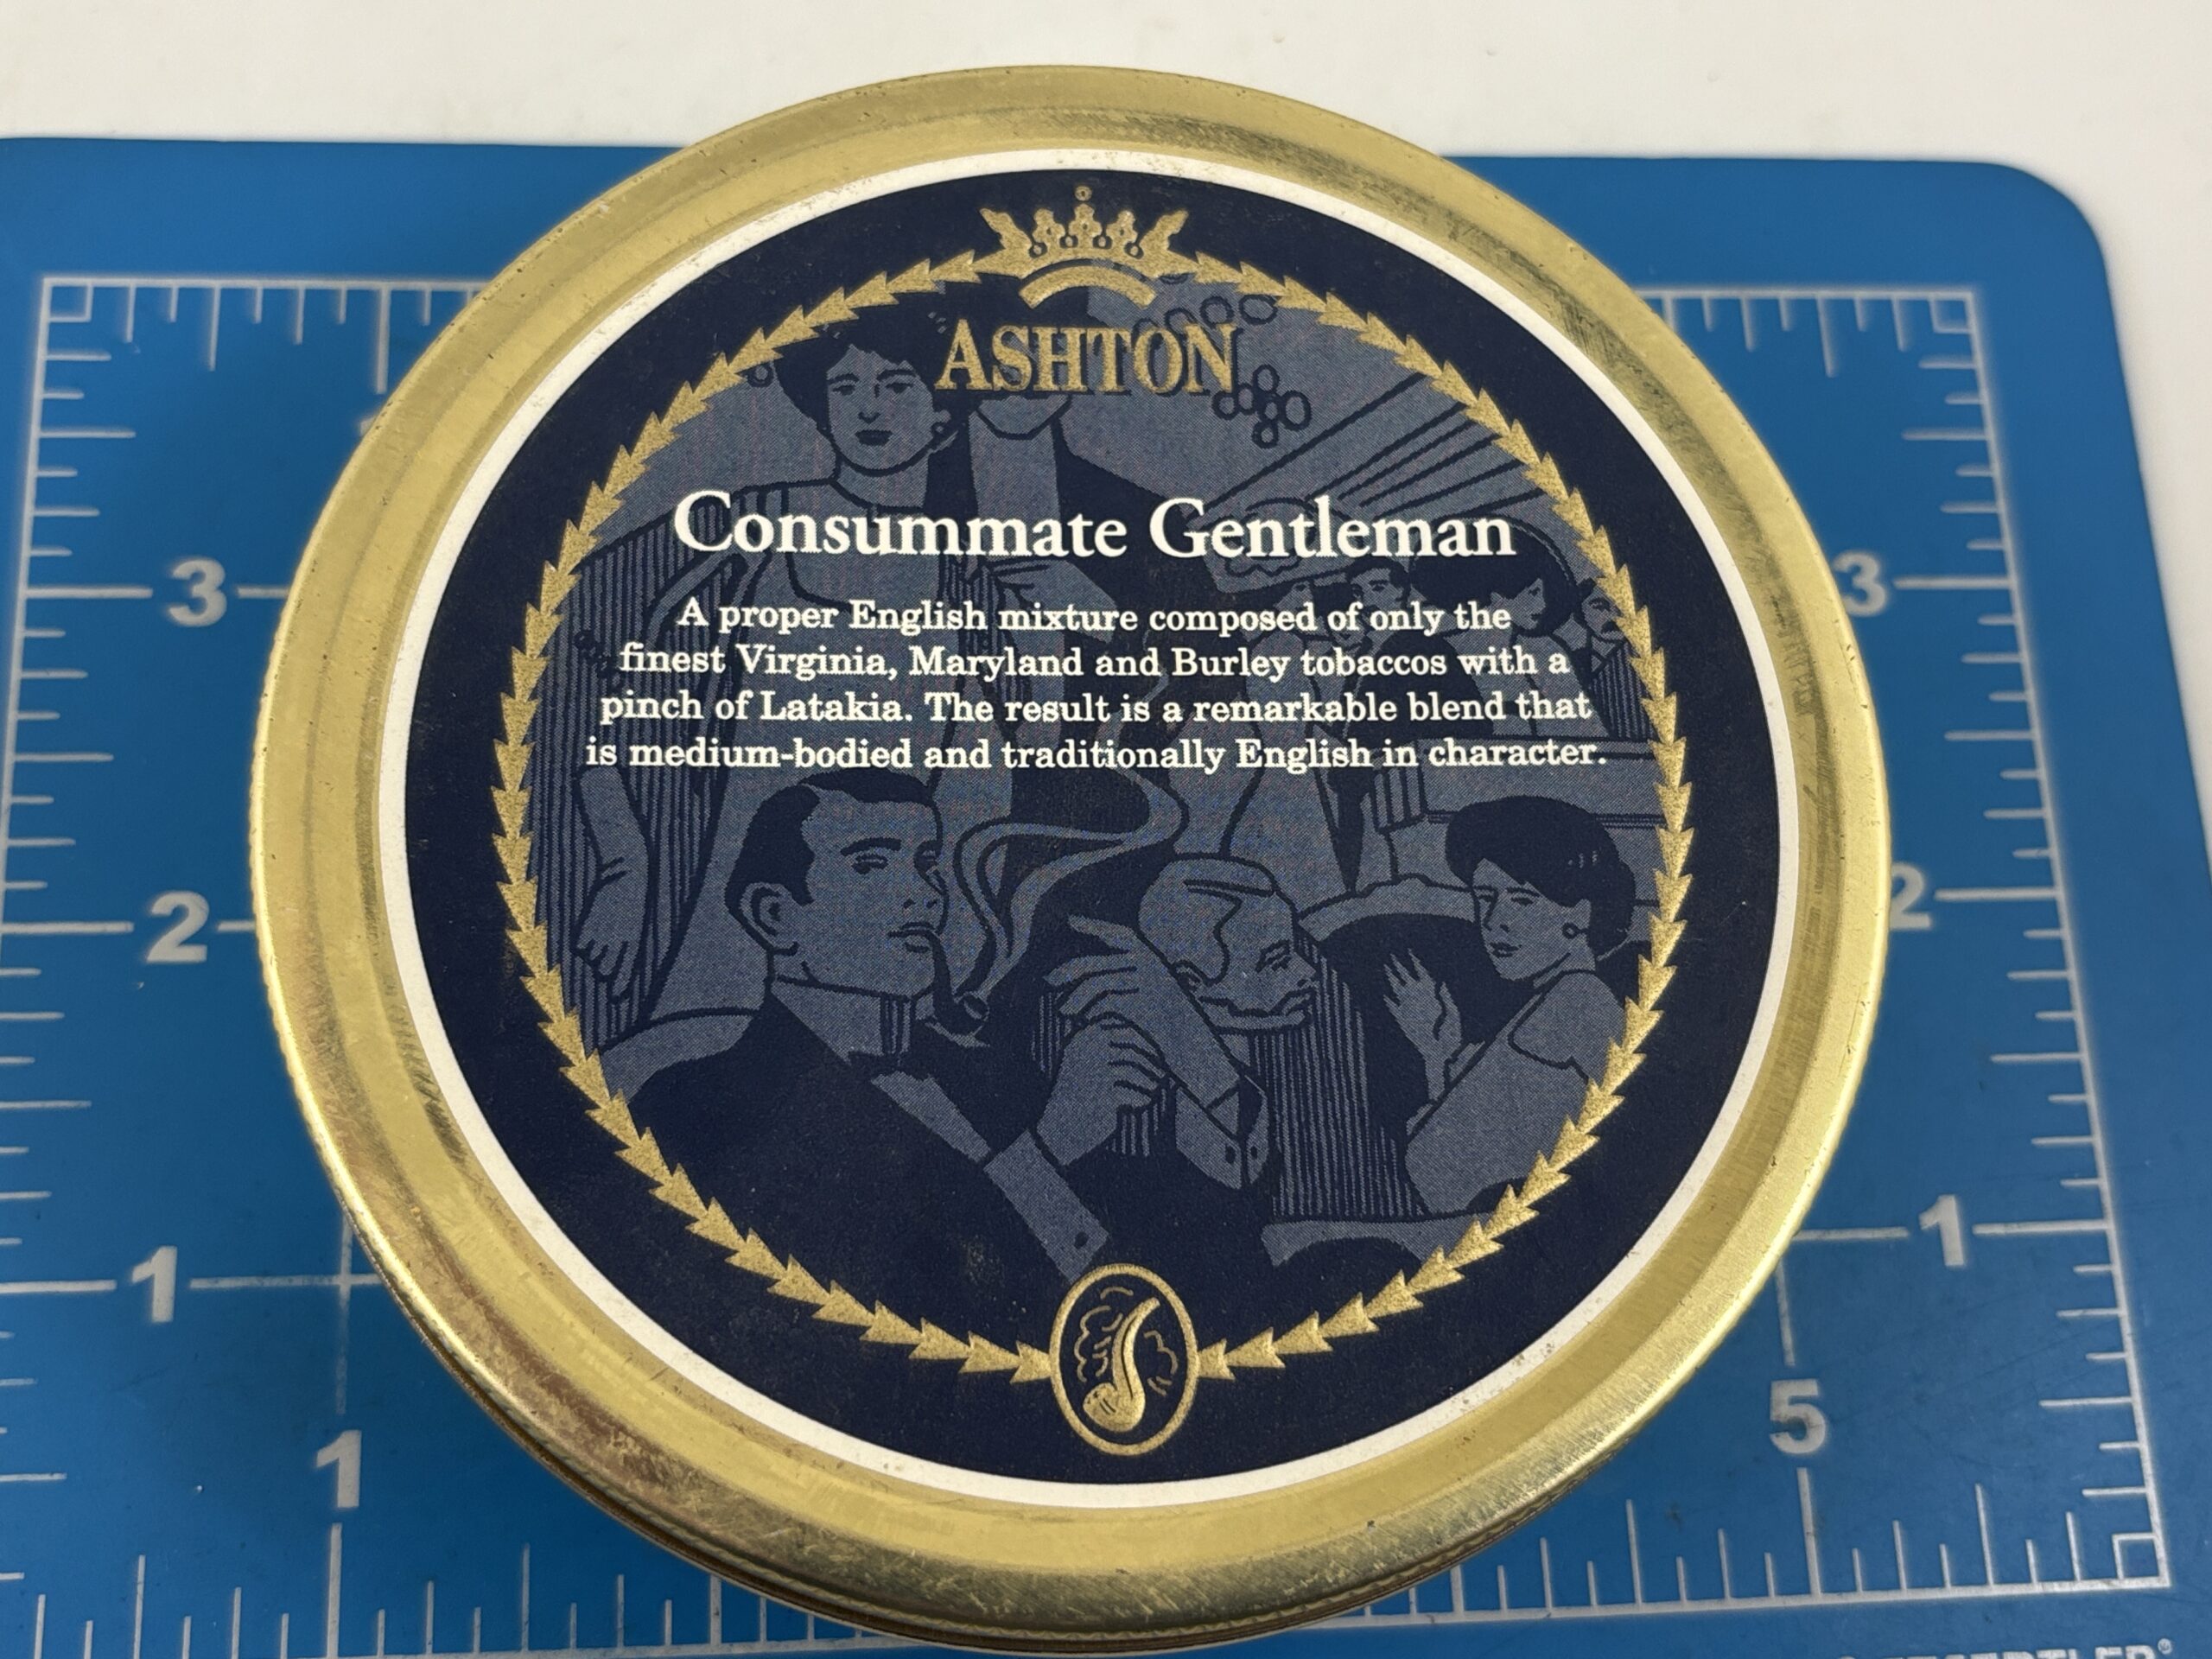 ASHTON
Consummate Gentleman
A proper English mixture composed of only the
finest Virginia, Maryland and Burley tobaccos with a
pinch of Latakia. The result is a remarkable blend that
is medium-bodied and traditionally English in character.
3
3
2
2
1
1
1
5